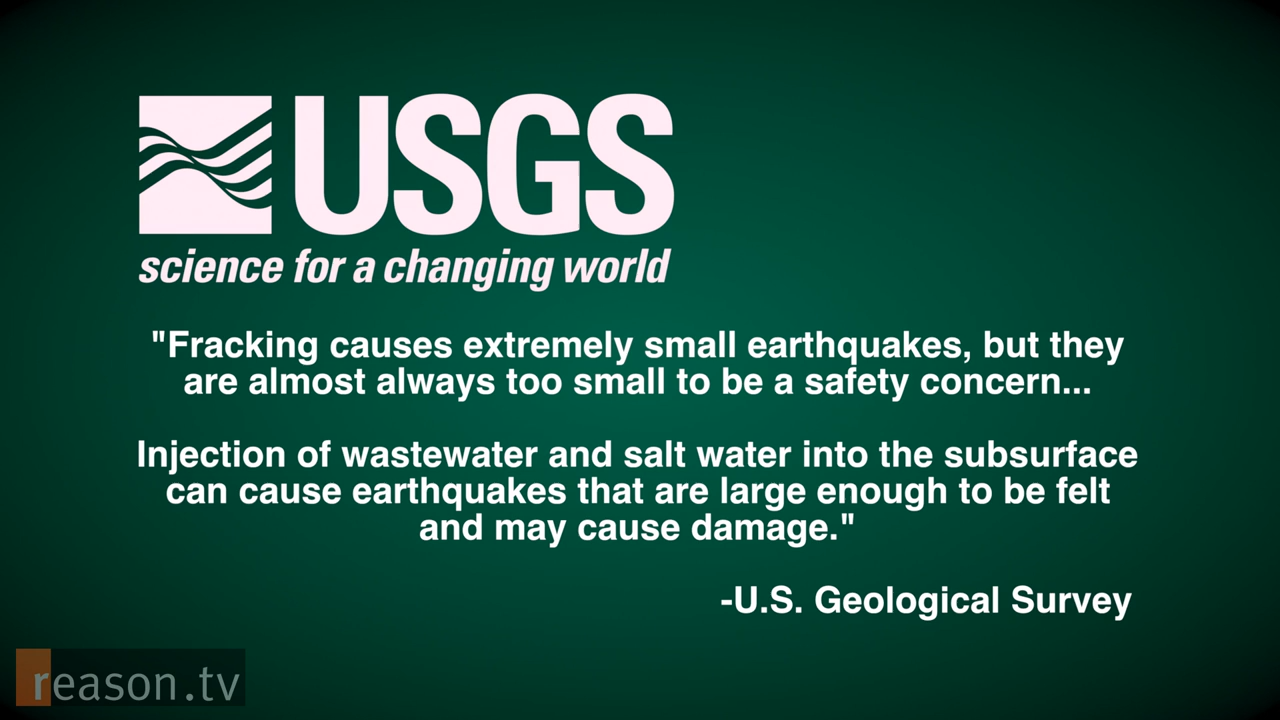 USGS
science for a changing world
"Fracking causes extremely small earthquakes, but they
are almost always too small to be a safety concern...
Injection of wastewater and salt water into the subsurface
can cause earthquakes that are large enough to be felt
and may cause damage."
-U.S. Geological Survey
reason.tv